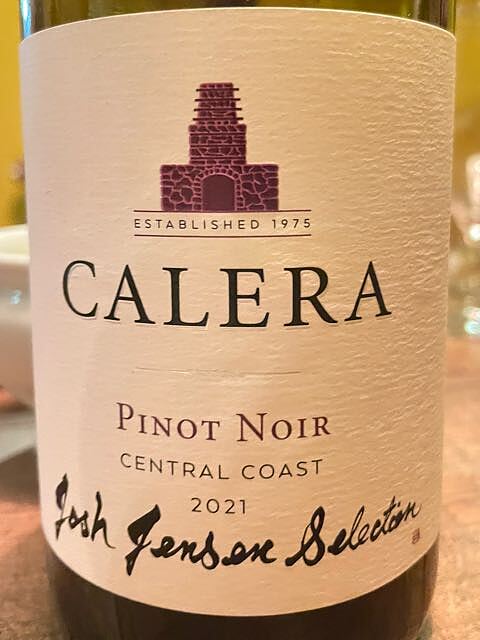 ESTABLISHED 1975
CALERA
PINOT NOIR
CENTRAL COAST
2021
Josh Jensen Selection